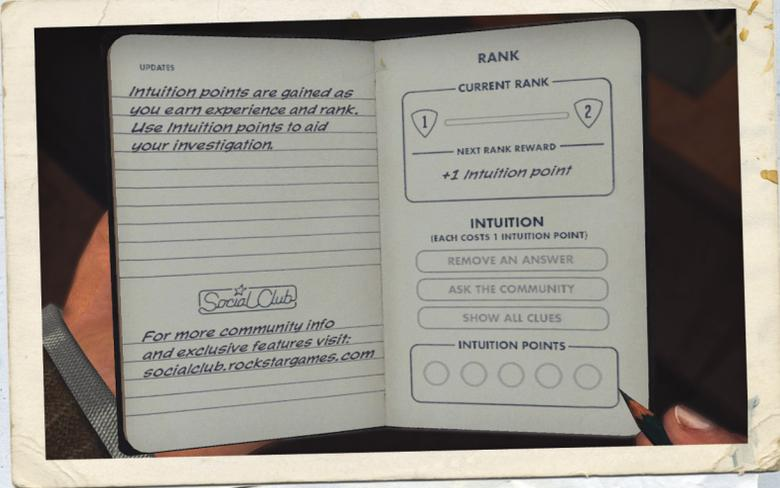 UPDATES
Intuition points are gained as
you earn experience and rank.
Use Intuition points to aid
your investigation.
Social Club
For more community info
and exclusive features visit:
socialclub.rockstargames.com
RANK
CURRENT RANK
1
2
NEXT RANK REWARD
+1 Intuition point
INTUITION
(EACH COSTS 1 INTUITION POINT)
REMOVE AN ANSWER
ASK THE COMMUNITY
SHOW ALL CLUES
INTUITION POINTS